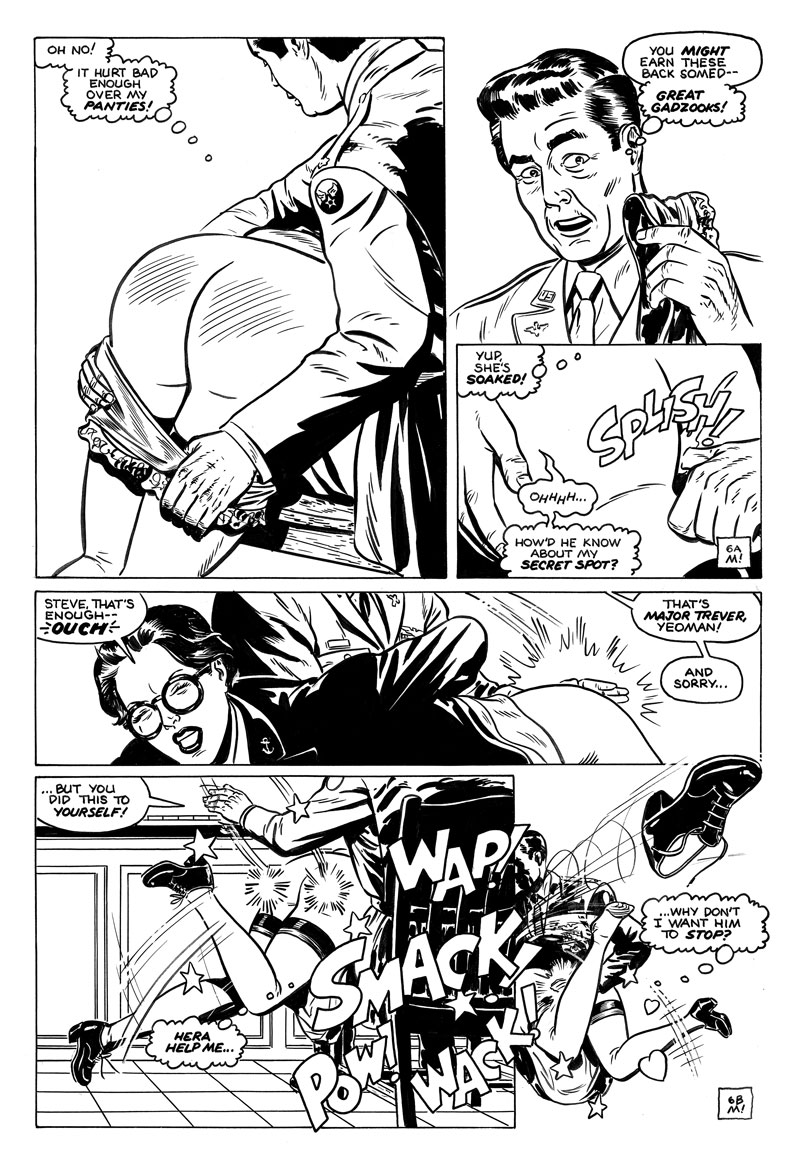 OH NO!
IT HURT BAD
ENOUGH
OVER MY
PANTIES!
YOU MIGHT
EARN THESE
BACK SOMED--
GREAT
GADZOOKS!
US
YUP,
SHE'S
SOAKED!
SPLISH!
OHHHH...
HOW'D HE KNOW
ABOUT MY
SECRET SPOT?
6A
M!
STEVE, THAT'S
ENOUGH--
OUCH
THAT'S
MAJOR TREVER,
YEOMAN!
AND
SORRY...
...BUT YOU
DID THIS TO
YOURSELF!
WAP!
SMACK!
POW!
WACK!
HERA
HELP ME...
...WHY DON'T
I WANT HIM
TO STOP?
6B
M!